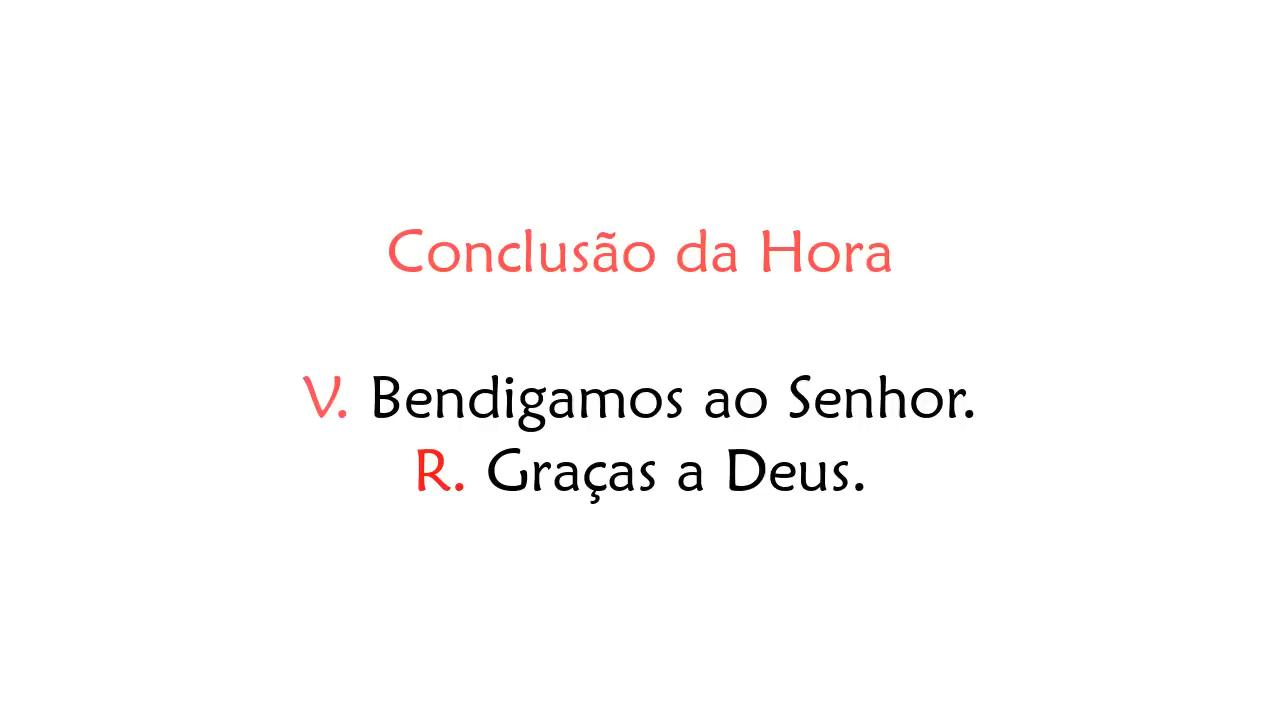 Conclusão da Hora
V. Bendigamos ao Senhor.
R. Graças a Deus.